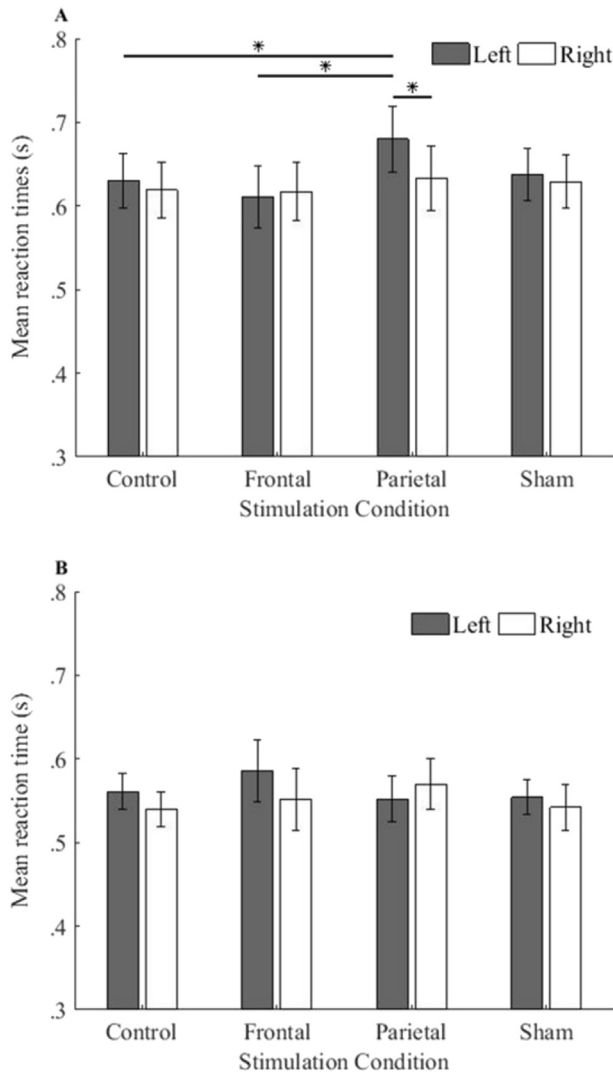 A
.8
Left Right
*
*
*
.7
.6
.5
.4
.3
Mean reaction times (s)
Control Frontal Parietal Sham
Stimulation Condition
B
.8
Left Right
.7
.6
.5
.4
.3
Mean reaction time (s)
Control Frontal Parietal Sham
Stimulation Condition